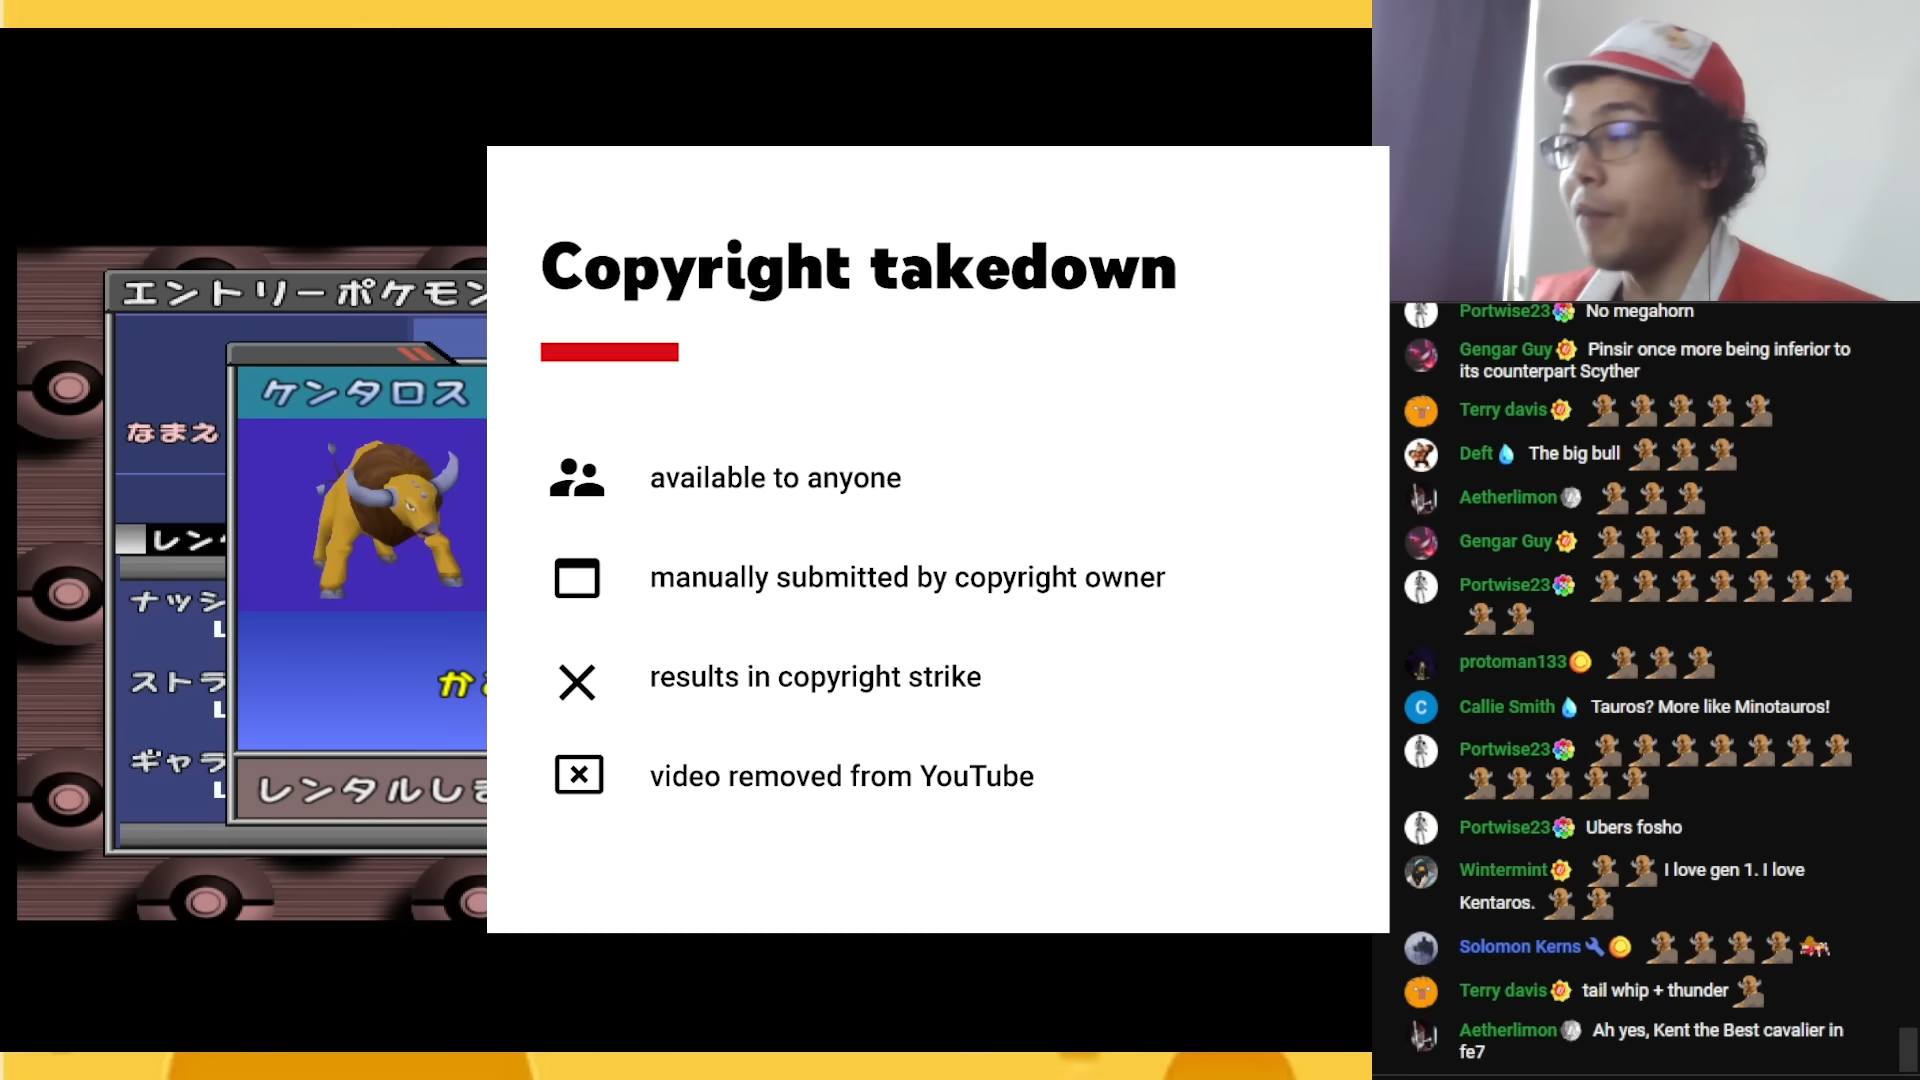 エントリーポケモン
ケンタロス
なまえ
レン
ナッシ
L
ストラ
L
ギャラ
L
か
レンタルしま
Copyright takedown
available to anyone
manually submitted by copyright owner
results in copyright strike
video removed from YouTube
Portwise23 No megahorn
Gengar Guy Pinsir once more being inferior to
its counterpart Scyther
Terry davis
Deft The big bull
Aetherlimon
Gengar Guy
Portwise23
protoman133
C Callie Smith Tauros? More like Minotauros!
Portwise23
Portwise23 Ubers fosho
Wintermint I love gen 1. I love
Kentaros.
Solomon Kerns
Terry davis tail whip + thunder
Aetherlimon Ah yes, Kent the Best cavalier in
fe7